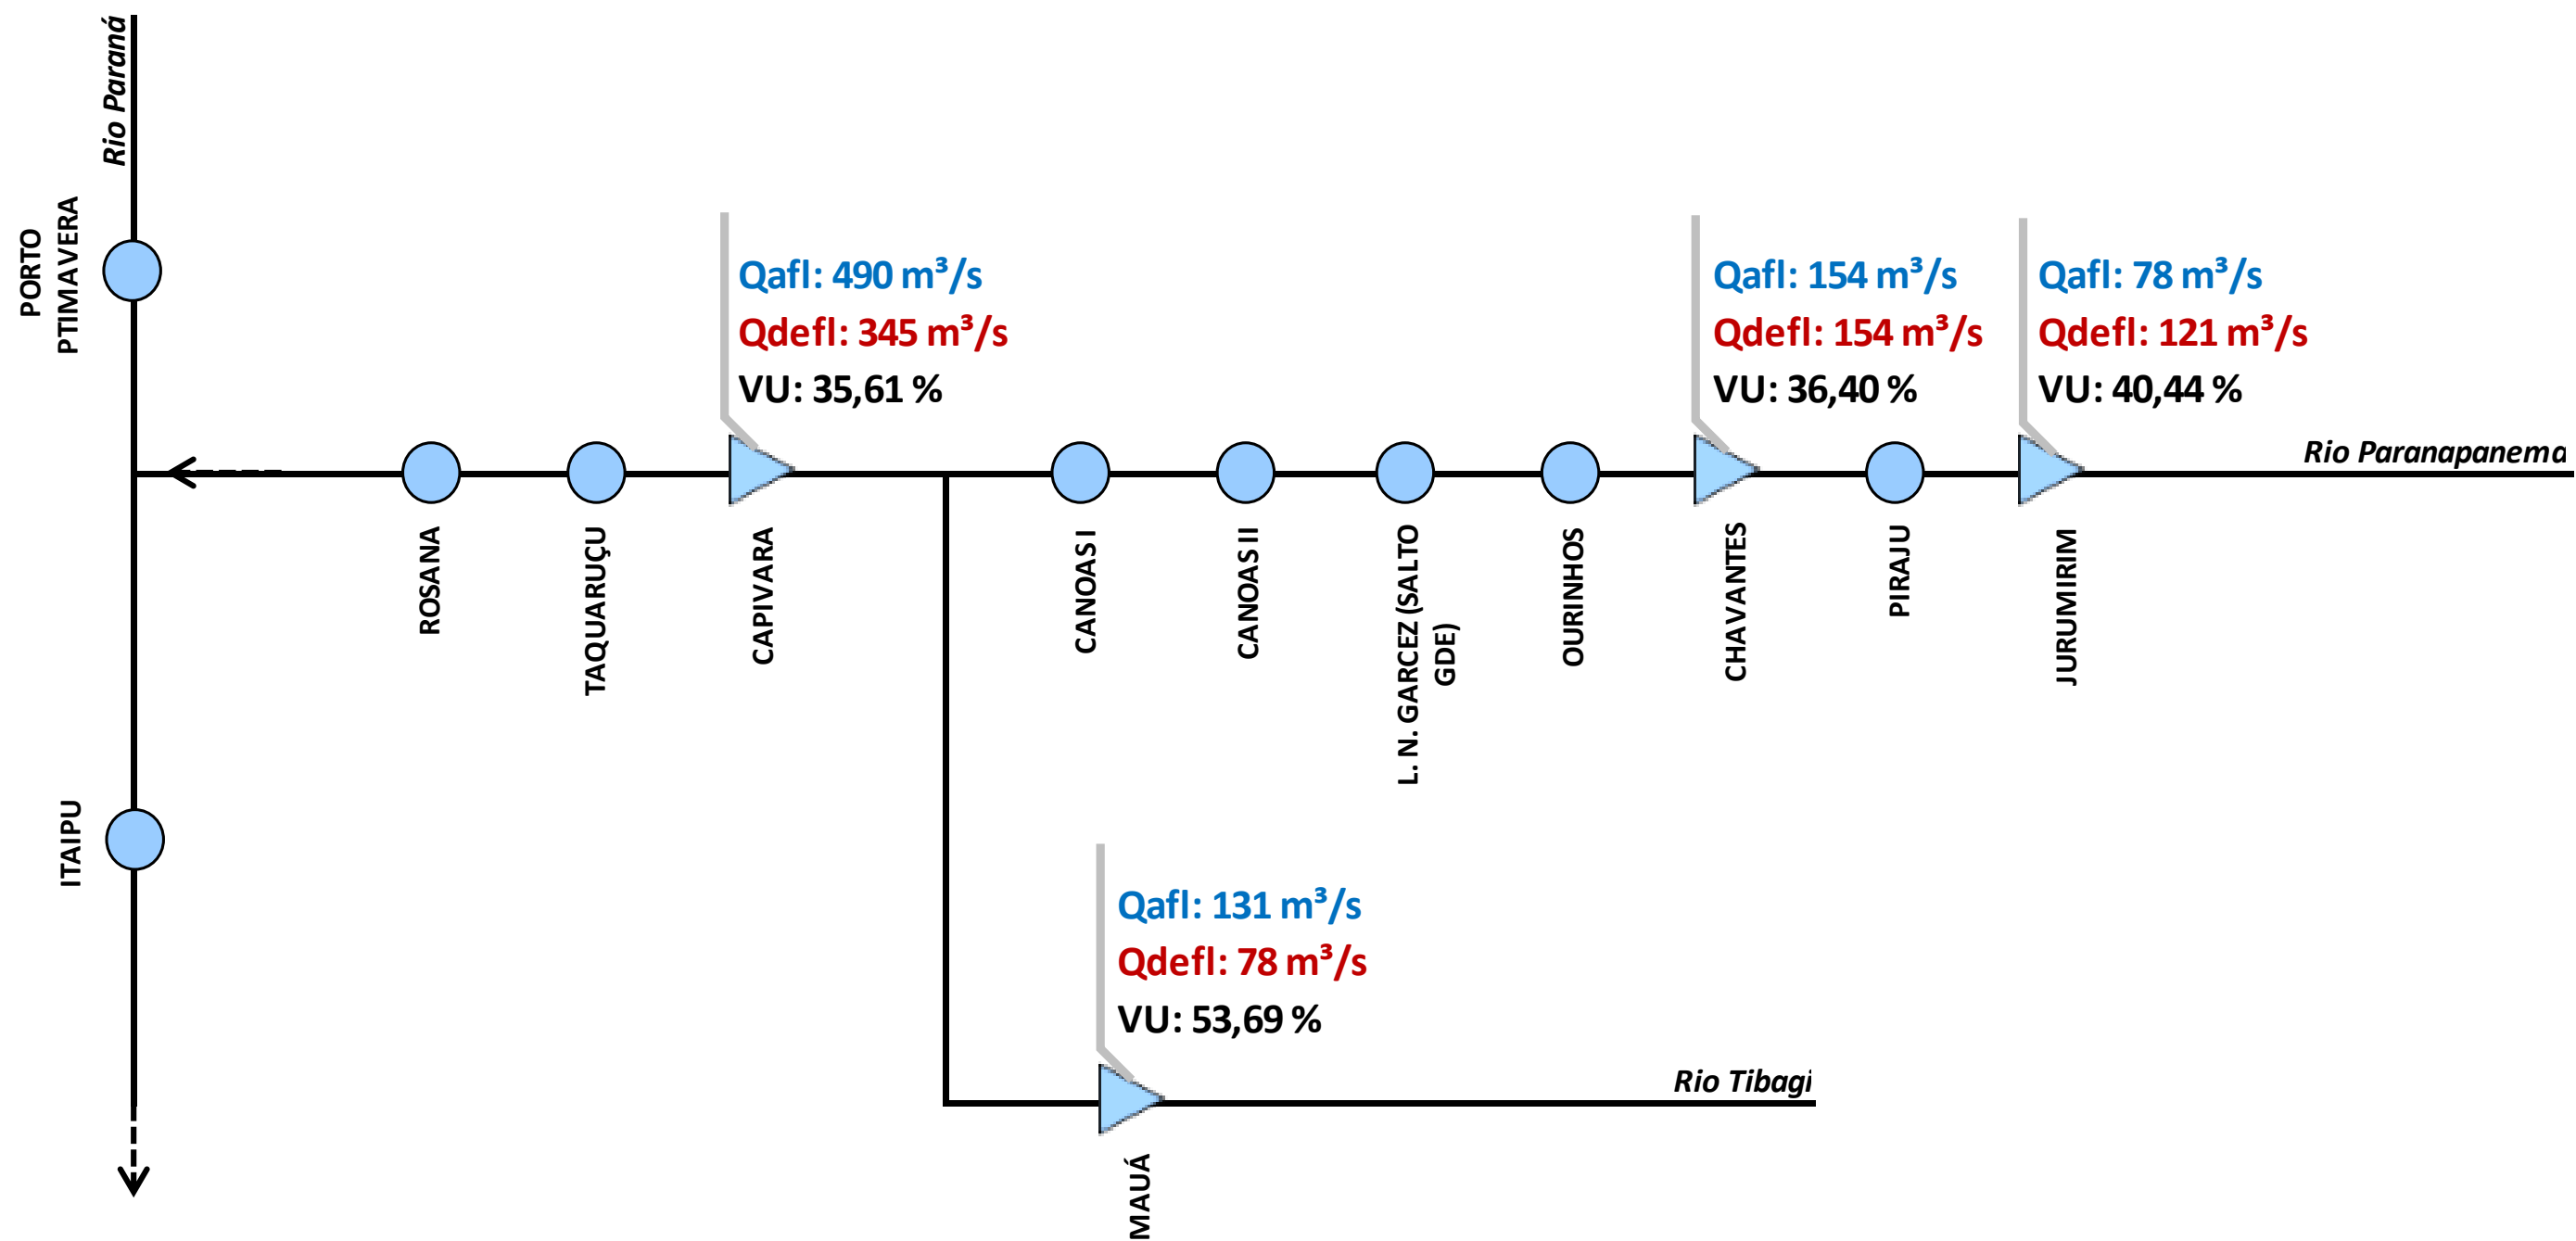 Rio Paraná
PORTO
PTIMAVERA
Qafl: 490 m³/s
Qdefl: 345 m³/s
VU: 35,61 %
Qafl: 154 m³/s
Qdefl: 154 m³/s
VU: 36,40 %
Qafl: 78 m³/s
Qdefl: 121 m³/s
VU: 40,44 %
Rio Paranapanema
ROSANA
TAQUARUÇU
CAPIVARA
CANOAS I
CANOAS II
L. N. GARCEZ (SALTO
GDE)
OURINHOS
CHAVANTES
PIRAJU
JURUMIRIM
ITAIPU
Qafl: 131 m³/s
Qdefl: 78 m³/s
VU: 53,69 %
Rio Tibagi
MAUÁ